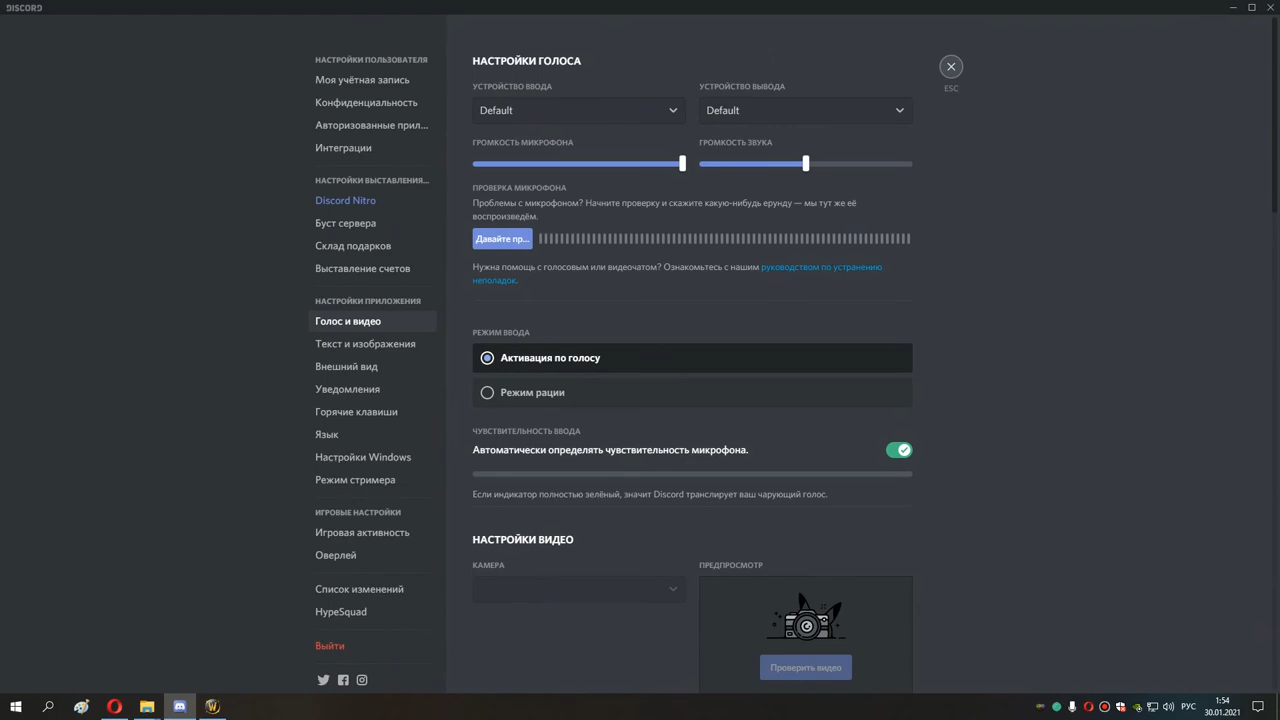 DISCORD
НАСТРОЙКИ ПОЛЬЗОВАТЕЛЯ
Моя учётная запись
Конфиденциальность
Авторизованные прил...
Интеграции
НАСТРОЙКИ ВЫСТАВЛЕНИЯ...
Discord Nitro
Буст сервера
Склад подарков
Выставление счетов
НАСТРОЙКИ ПРИЛОЖЕНИЯ
Голос и видео
Текст и изображения
Внешний вид
Уведомления
Горячие клавиши
Язык
Настройки Windows
Режим стримера
ИГРОВЫЕ НАСТРОЙКИ
Игровая активность
Оверлей
Список изменений
HypeSquad
Выйти
НАСТРОЙКИ ГОЛОСА
УСТРОЙСТВО ВВОДА
Default
УСТРОЙСТВО ВЫВОДА
Default
ГРОМКОСТЬ МИКРОФОНА
ГРОМКОСТЬ ЗВУКА
ПРОВЕРКА МИКРОФОНА
Проблемы с микрофоном? Начните проверку и скажите какую-нибудь ерунду — мы тут же её
воспроизведём.
Давайте пр...
Нужна помощь с голосовым или видеочатом? Ознакомьтесь с нашим руководством по устранению
неполадок.
РЕЖИМ ВВОДА
Активация по голосу
Режим рации
ЧУВСТВИТЕЛЬНОСТЬ ВВОДА
Автоматически определять чувствительность микрофона.
Если индикатор полностью зелёный, значит Discord транслирует ваш чарующий голос.
НАСТРОЙКИ ВИДЕО
КАМЕРА
ПРЕДПРОСМОТР
Проверить видео
ESC
РУС
1:54
30.01.2021